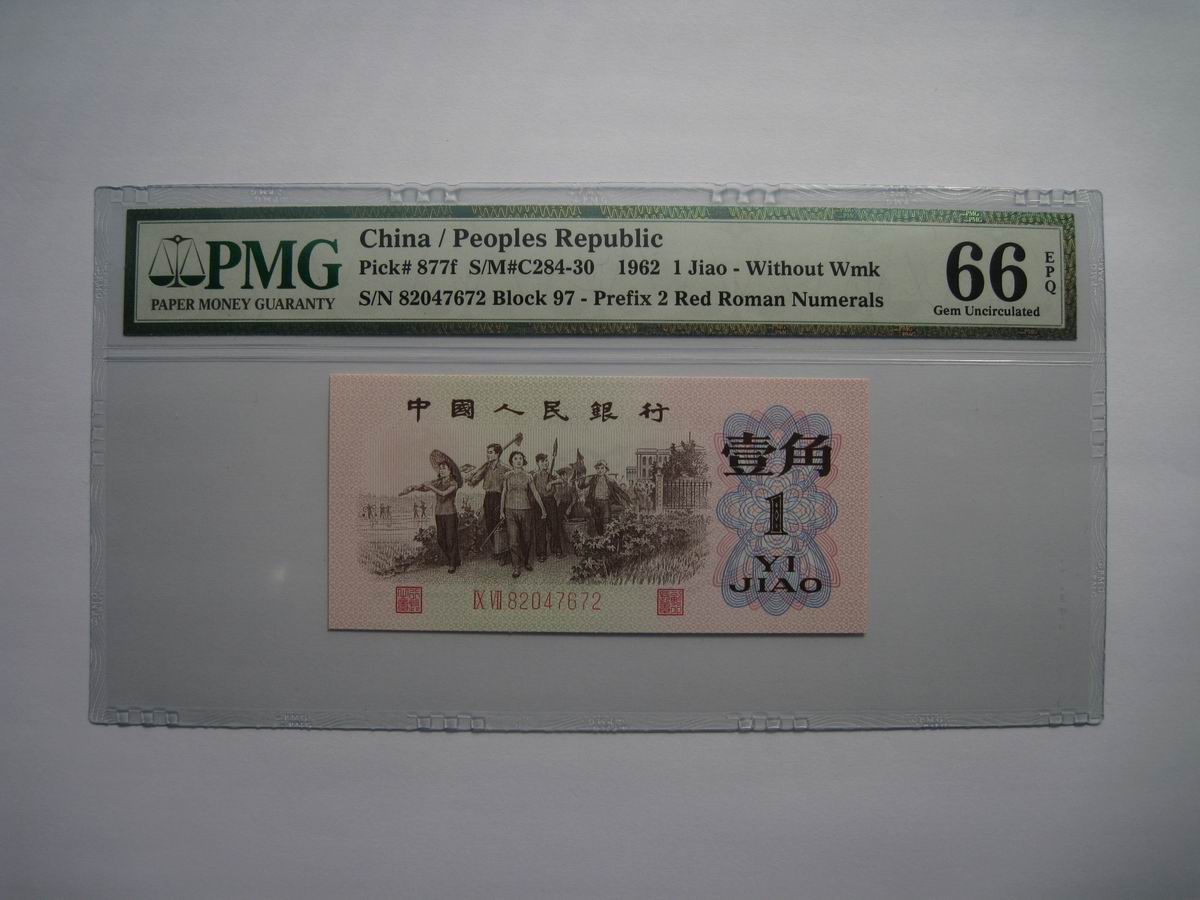 PMG
PAPER MONEY GUARANTY
China / Peoples Republic
Pick# 877f S/M#C284-30 1962 1 Jiao - Without Wmk
S/N 82047672 Block 97 - Prefix 2 Red Roman Numerals
66
EPQ
Gem Uncirculated
中國人民銀行
壹角
1
YI
JIAO
IX VII 82047672